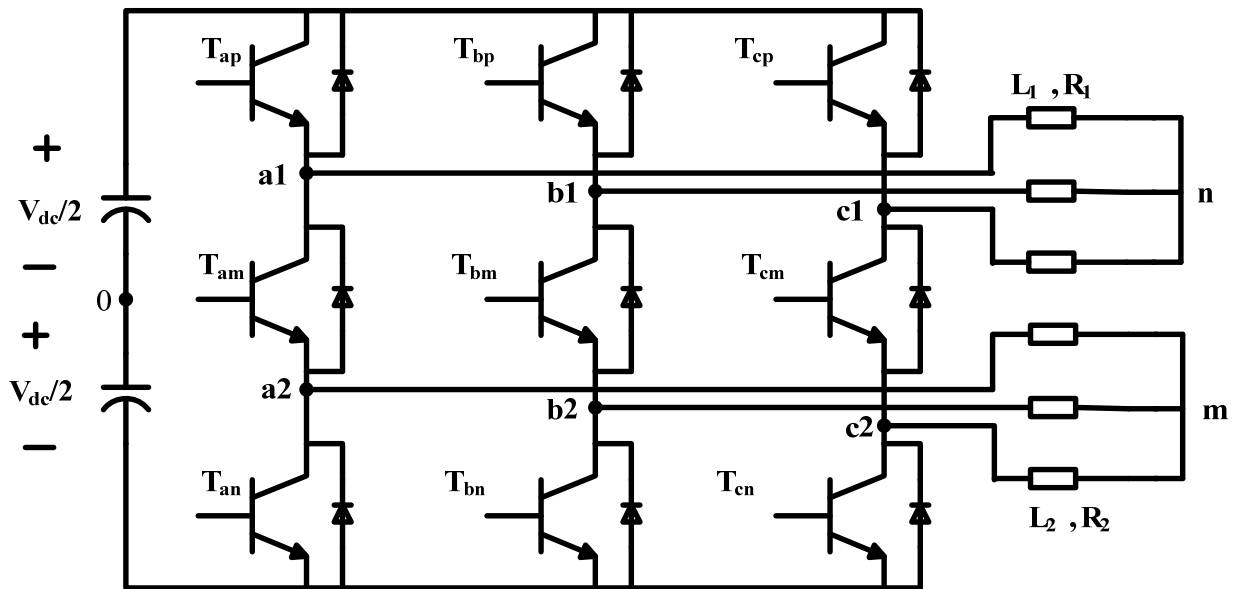 T_ap
T_bp
T_cp
L_1 , R_1
+
a1
V_dc/2
b1
n
c1
−
T_am
T_bm
T_cm
0
+
V_dc/2
a2
b2
m
c2
−
T_an
T_bn
T_cn
L_2 , R_2